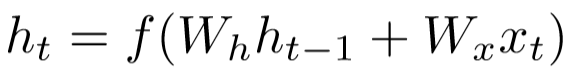 h_t = f(W_h h_{t-1} + W_x x_t)